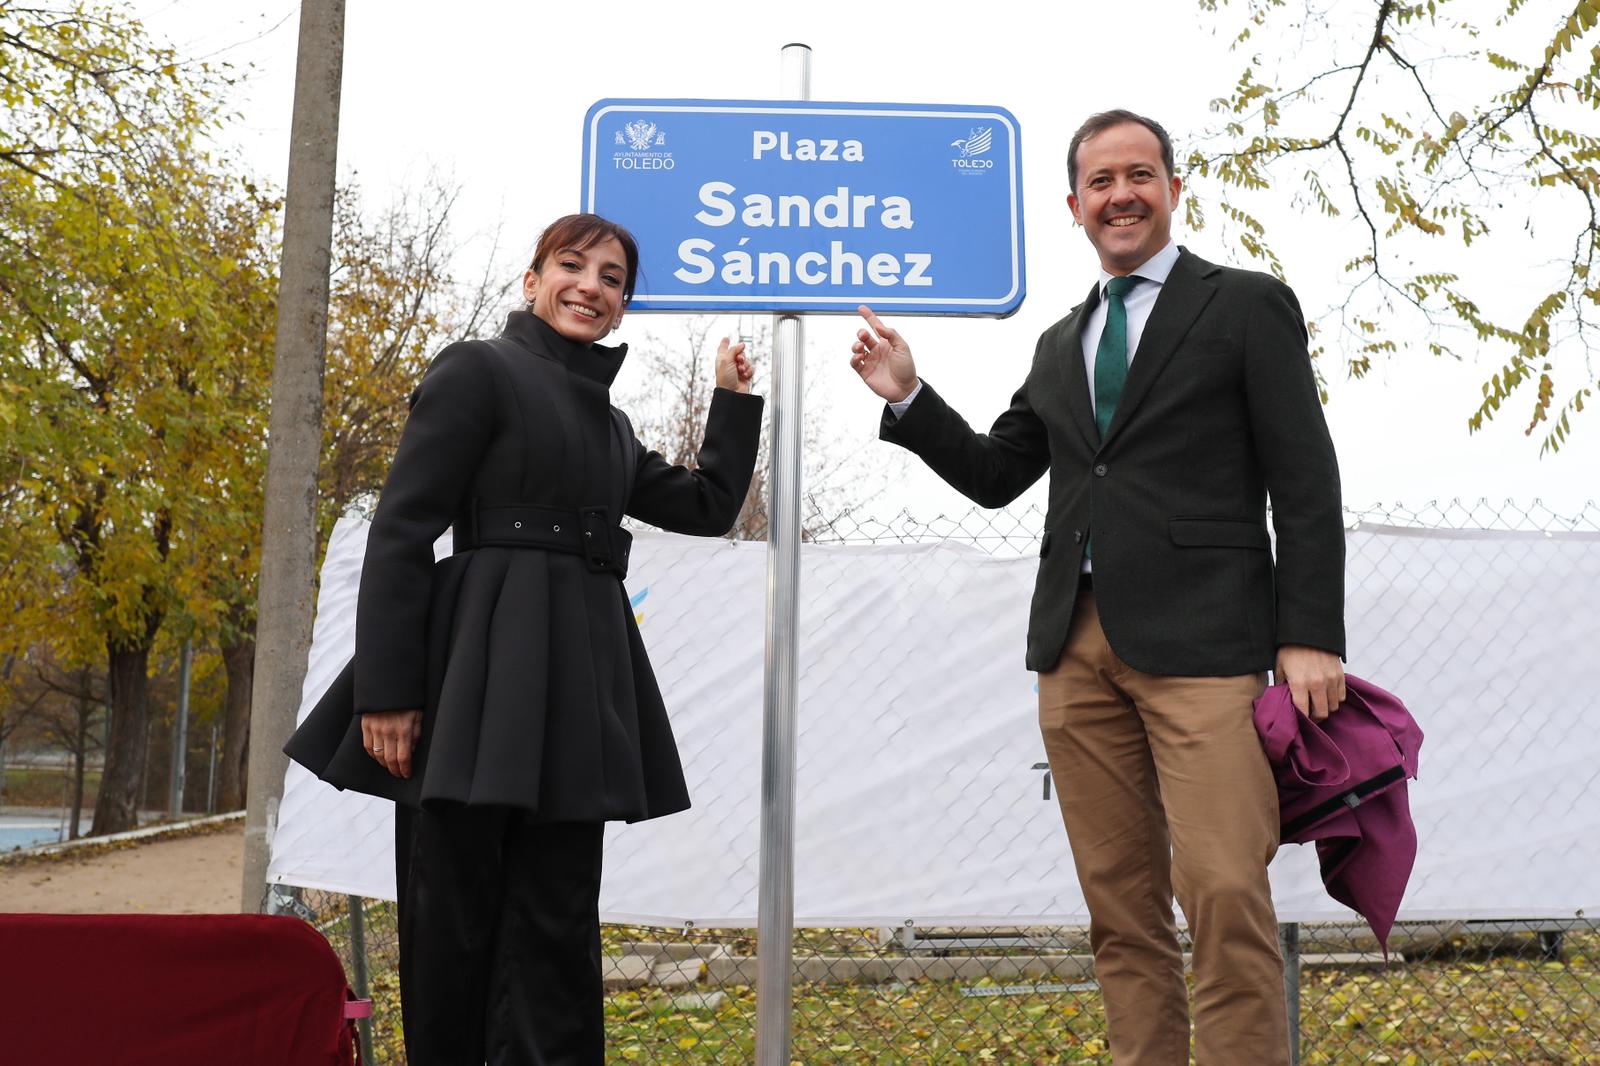 AYUNTAMIENTO DE
TOLEDO
Plaza
TOLEDO
Sandra
Sánchez